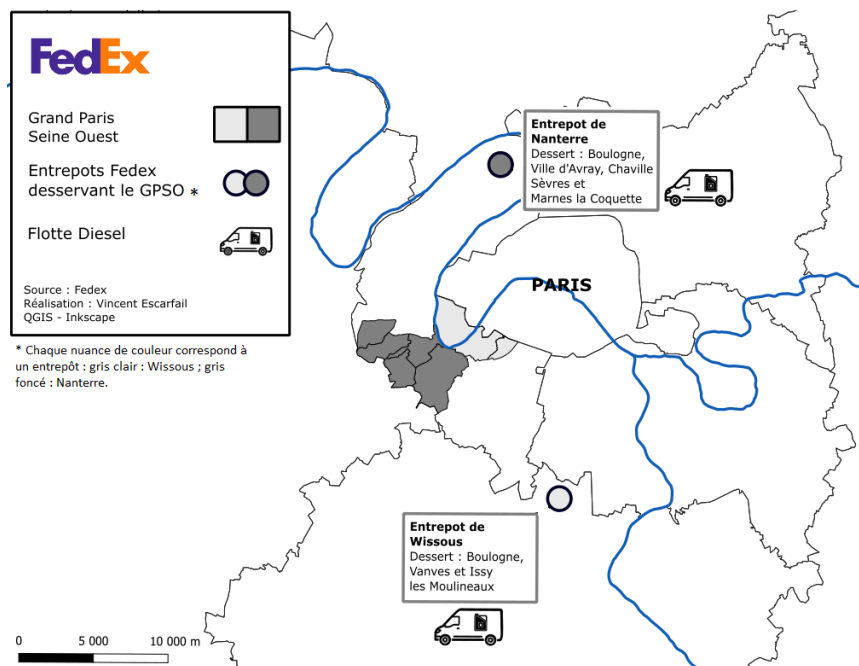 FedEx
Grand Paris
Seine Ouest
Entrepots Fedex
desservant le GPSO *
Flotte Diesel
Source : Fedex
Réalisation : Vincent Escarfail
QGIS - Inkscape
* Chaque nuance de couleur correspond à
un entrepôt : gris clair : Wissous ; gris
foncé : Nanterre.
Entrepot de
Nanterre
Dessert : Boulogne,
Ville d'Avray, Chaville
Sèvres et
Marnes la Coquette
PARIS
Entrepot de
Wissous
Dessert : Boulogne,
Vanves et Issy
les Moulineaux
0 5 000 10 000 m